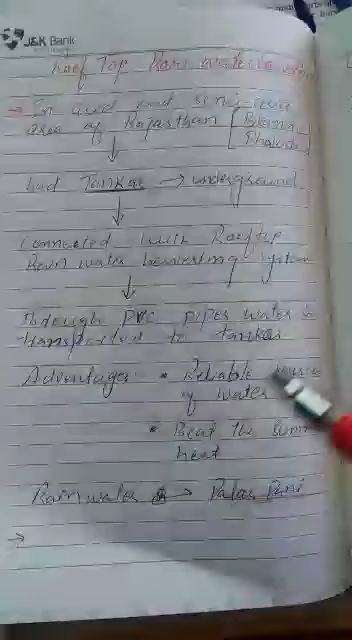 J&K Bank
Roof Top Rain water
→ In arid and semi-arid
area of Rajasthan [ Bikaner
Phalodi
↓
had Tankas → underground
↓
Connected with Rooftop
Rain water harvesting system
↓
through PVC pipes water is
transported to tankas
Advantages • Reliable source
of water
• Beat the Summ
heat
Rain water → Palar Pani
→